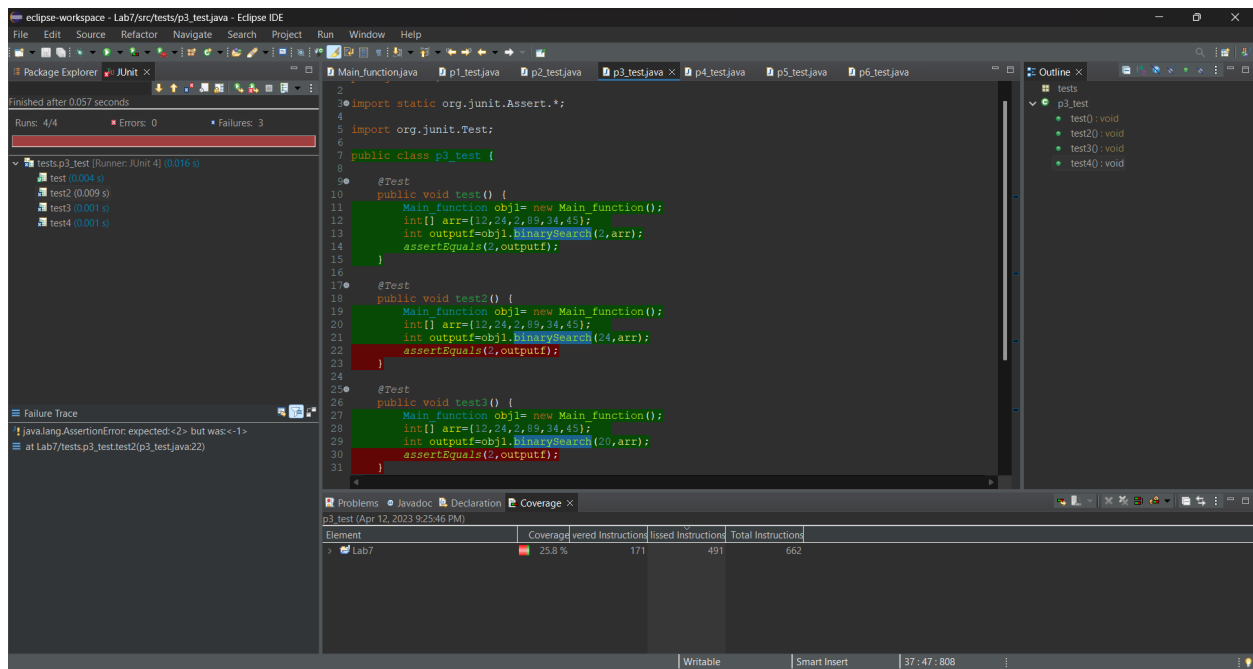 eclipse-workspace - Lab7/src/tests/p3_test.java - Eclipse IDE
File Edit Source Refactor Navigate Search Project Run Window Help
Package Explorer JUnit
Finished after 0.057 seconds
Runs: 4/4 Errors: 0 Failures: 3
tests.p3_test [Runner: JUnit 4] (0.016 s)
test (0.004 s)
test2 (0.009 s)
test3 (0.001 s)
test4 (0.001 s)
Failure Trace
java.lang.AssertionError: expected:<2> but was:<-1>
at Lab7/tests.p3_test.test2(p3_test.java:22)
Main_function.java p1_test.java p2_test.java p3_test.java p4_test.java p5_test.java p6_test.java
2
3 import static org.junit.Assert.*;
4
5 import org.junit.Test;
6
7 public class p3_test {
8
9 @Test
10 public void test() {
11 Main_function obj1= new Main_function();
12 int[] arr={12,24,2,89,34,45};
13 int outputf=obj1.binarySearch(2,arr);
14 assertEquals(2,outputf);
15 }
16
17 @Test
18 public void test2() {
19 Main_function obj1= new Main_function();
20 int[] arr={12,24,2,89,34,45};
21 int outputf=obj1.binarySearch(24,arr);
22 assertEquals(2,outputf);
23 }
24
25 @Test
26 public void test3() {
27 Main_function obj1= new Main_function();
28 int[] arr={12,24,2,89,34,45};
29 int outputf=obj1.binarySearch(20,arr);
30 assertEquals(2,outputf);
31 }
Outline
tests
p3_test
test() : void
test2() : void
test3() : void
test4() : void
Problems Javadoc Declaration Coverage
p3_test (Apr 12, 2023 9:25:46 PM)
Element Coverage vered Instructions lissed Instructions Total Instructions
Lab7 25.8 % 171 491 662
Writable Smart Insert 37 : 47 : 808